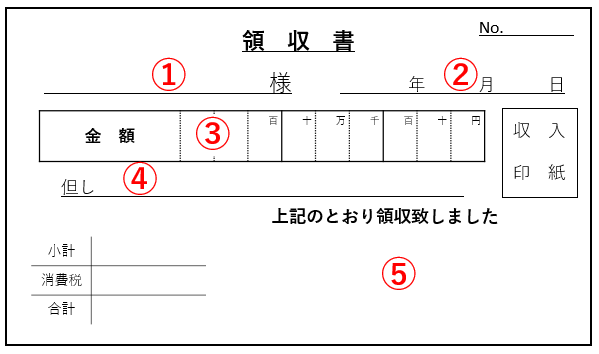 No.
領 収 書
① 様 年 ② 月 日
金 額 ③ 百 十 万 千 百 十 円
収 入
印 紙
但し ④
上記のとおり領収致しました
小計
消費税
合計
⑤